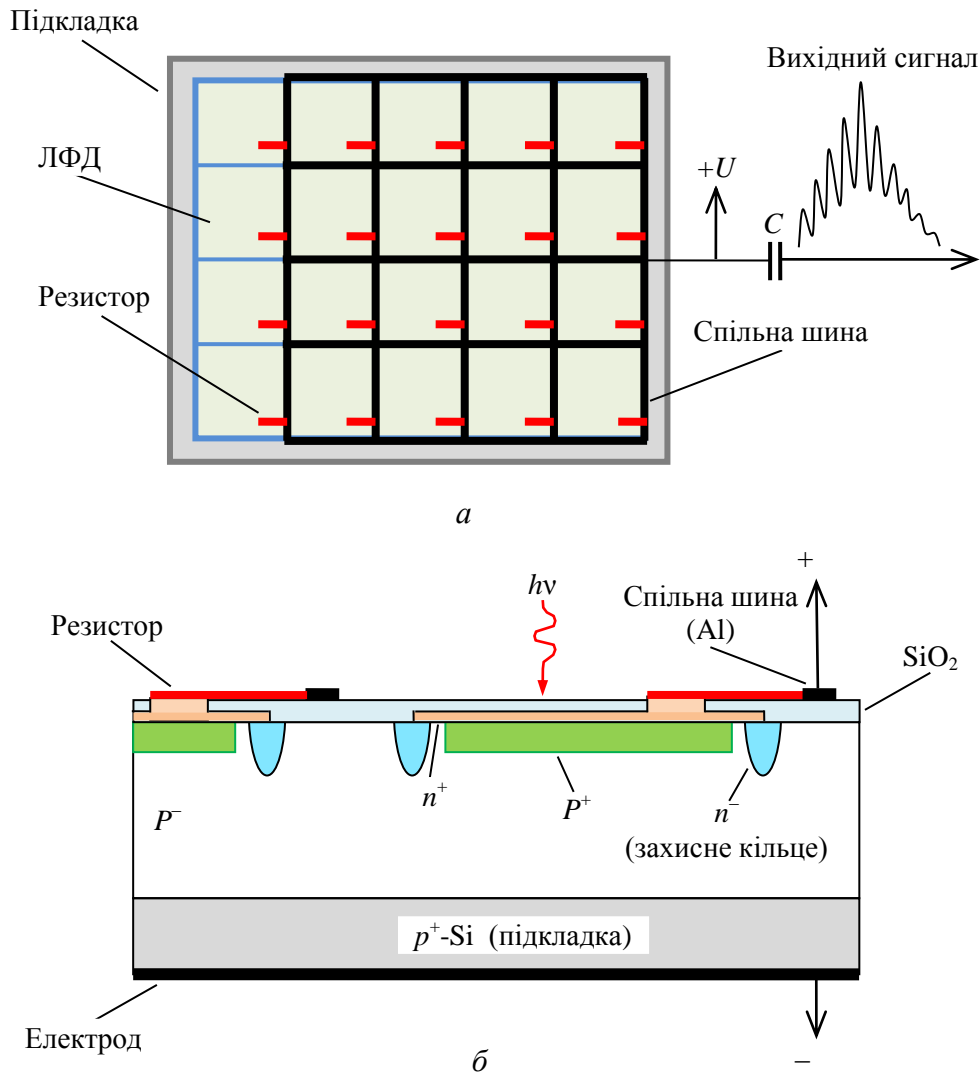 Підкладка
Вихідний сигнал
ЛФД
+U
C
Резистор
Спільна шина
а
hν
+
Спільна шина
(Al)
Резистор
SiO₂
n⁺
P⁺
n⁻
P⁻
(захисне кільце)
p⁺-Si (підкладка)
Електрод
б
−